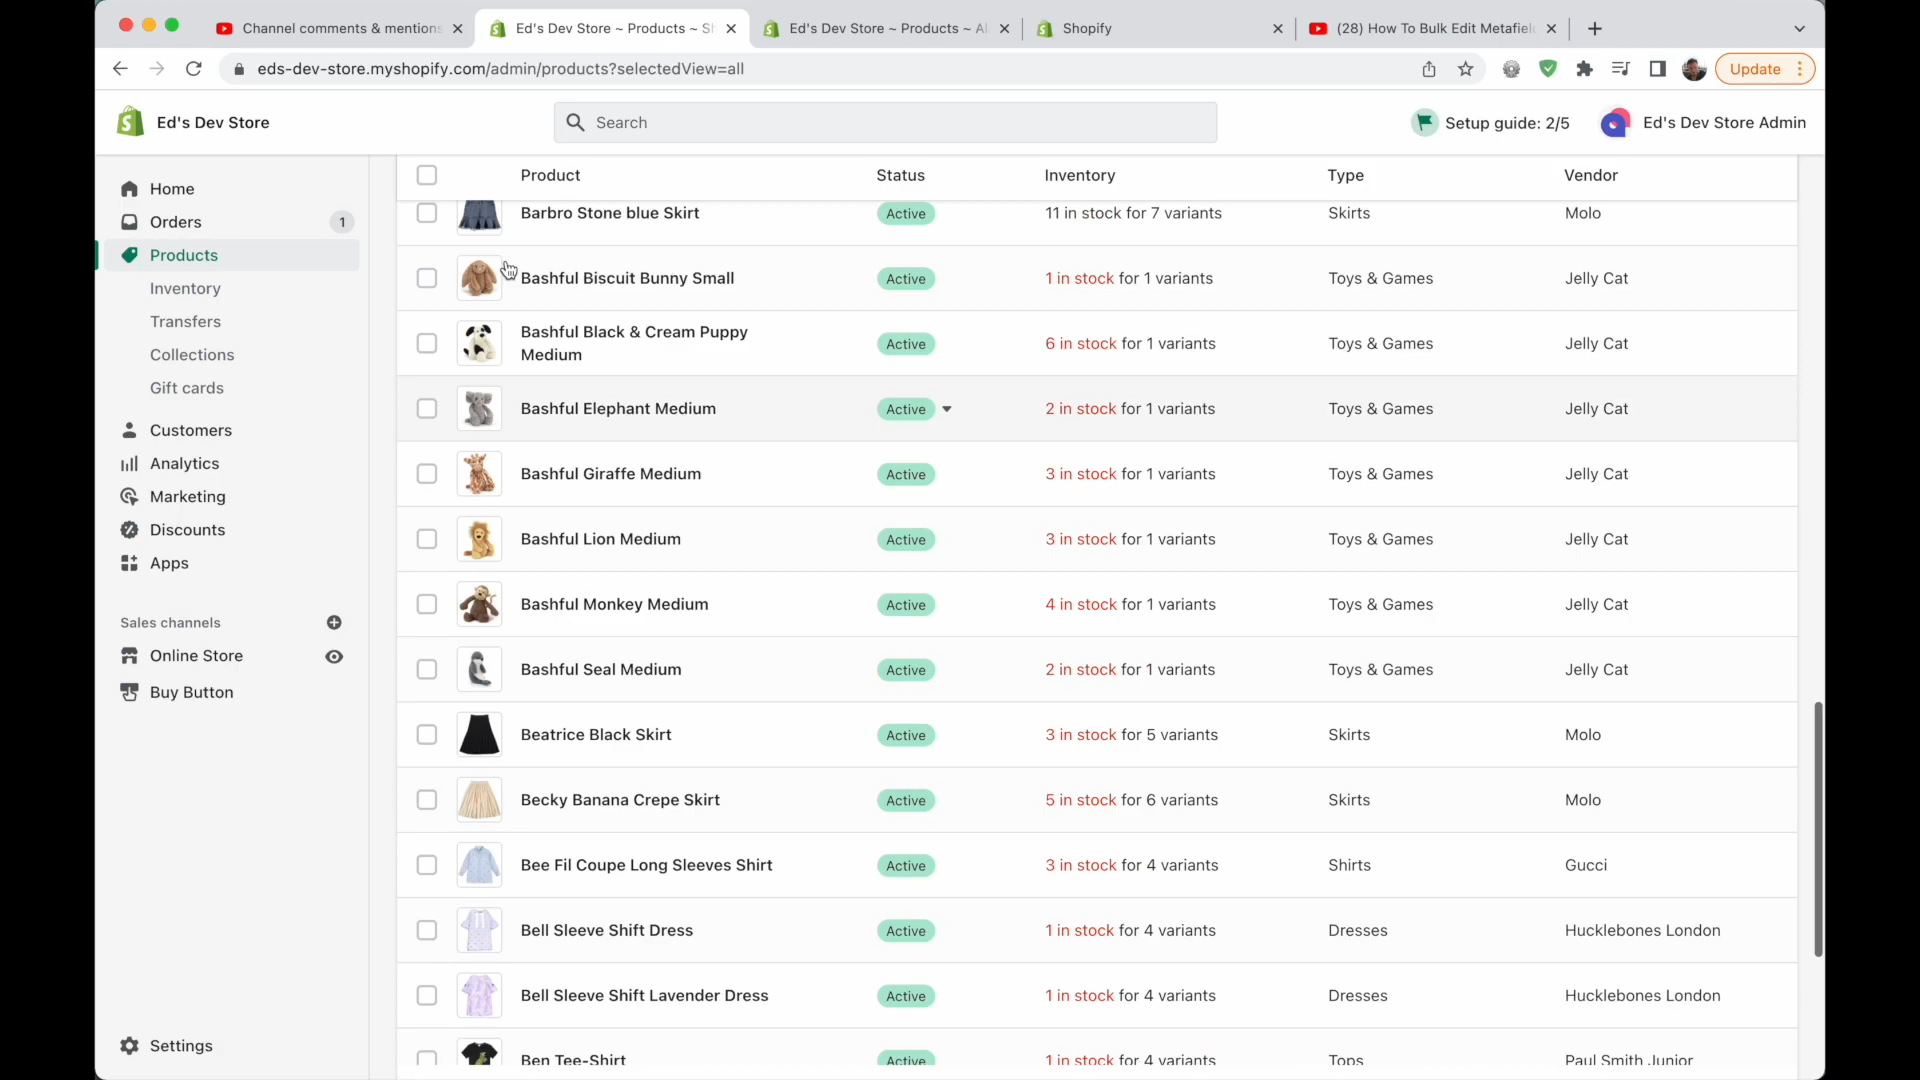 Channel comments & mentions
Ed's Dev Store ~ Products ~ S
Ed's Dev Store ~ Products ~ Al
Shopify
(28) How To Bulk Edit Metafiel
eds-dev-store.myshopify.com/admin/products?selectedView=all
Update
Ed's Dev Store
Search
Setup guide: 2/5
Ed's Dev Store Admin
Home
Orders 1
Products
Inventory
Transfers
Collections
Gift cards
Customers
Analytics
Marketing
Discounts
Apps
Sales channels
Online Store
Buy Button
Settings
Product Status Inventory Type Vendor
Barbro Stone blue Skirt Active 11 in stock for 7 variants Skirts Molo
Bashful Biscuit Bunny Small Active 1 in stock for 1 variants Toys & Games Jelly Cat
Bashful Black & Cream Puppy
Medium Active 6 in stock for 1 variants Toys & Games Jelly Cat
Bashful Elephant Medium Active 2 in stock for 1 variants Toys & Games Jelly Cat
Bashful Giraffe Medium Active 3 in stock for 1 variants Toys & Games Jelly Cat
Bashful Lion Medium Active 3 in stock for 1 variants Toys & Games Jelly Cat
Bashful Monkey Medium Active 4 in stock for 1 variants Toys & Games Jelly Cat
Bashful Seal Medium Active 2 in stock for 1 variants Toys & Games Jelly Cat
Beatrice Black Skirt Active 3 in stock for 5 variants Skirts Molo
Becky Banana Crepe Skirt Active 5 in stock for 6 variants Skirts Molo
Bee Fil Coupe Long Sleeves Shirt Active 3 in stock for 4 variants Shirts Gucci
Bell Sleeve Shift Dress Active 1 in stock for 4 variants Dresses Hucklebones London
Bell Sleeve Shift Lavender Dress Active 1 in stock for 4 variants Dresses Hucklebones London
Ben Tee-Shirt Active 1 in stock for 4 variants Tops Paul Smith Junior